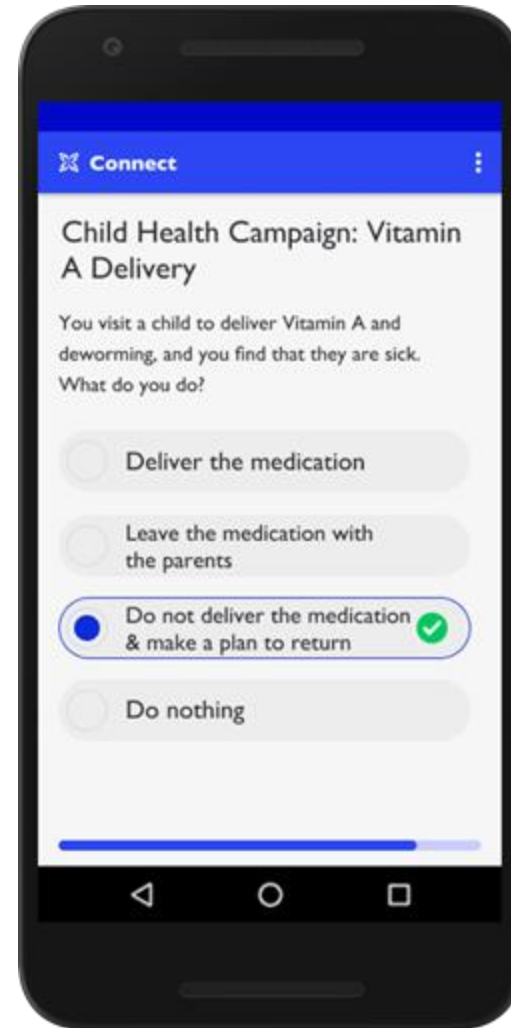 Connect
Child Health Campaign: Vitamin
A Delivery
You visit a child to deliver Vitamin A and
deworming, and you find that they are sick.
What do you do?
Deliver the medication
Leave the medication with
the parents
Do not deliver the medication
& make a plan to return
Do nothing